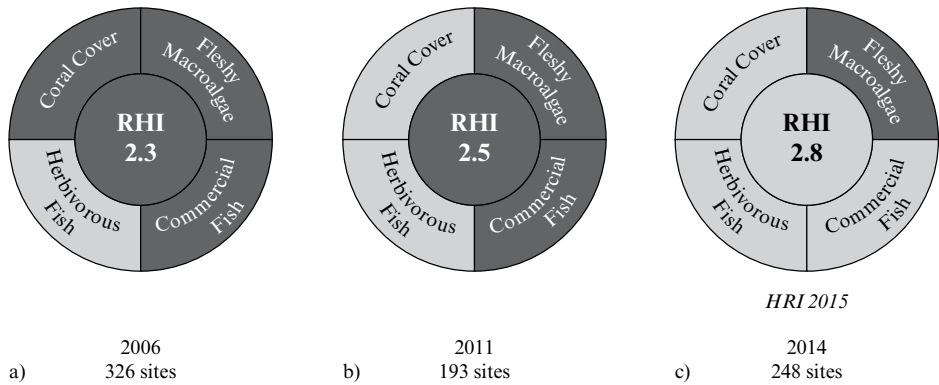 Coral Cover
Fleshy
Macroalgae
RHI
2.3
Herbivorous
Fish
Commercial
Fish
Coral Cover
Fleshy
Macroalgae
RHI
2.5
Herbivorous
Fish
Commercial
Fish
Coral Cover
Fleshy
Macroalgae
RHI
2.8
Herbivorous
Fish
Commercial
Fish
HRI 2015
2006
a) 326 sites
2011
b) 193 sites
2014
c) 248 sites